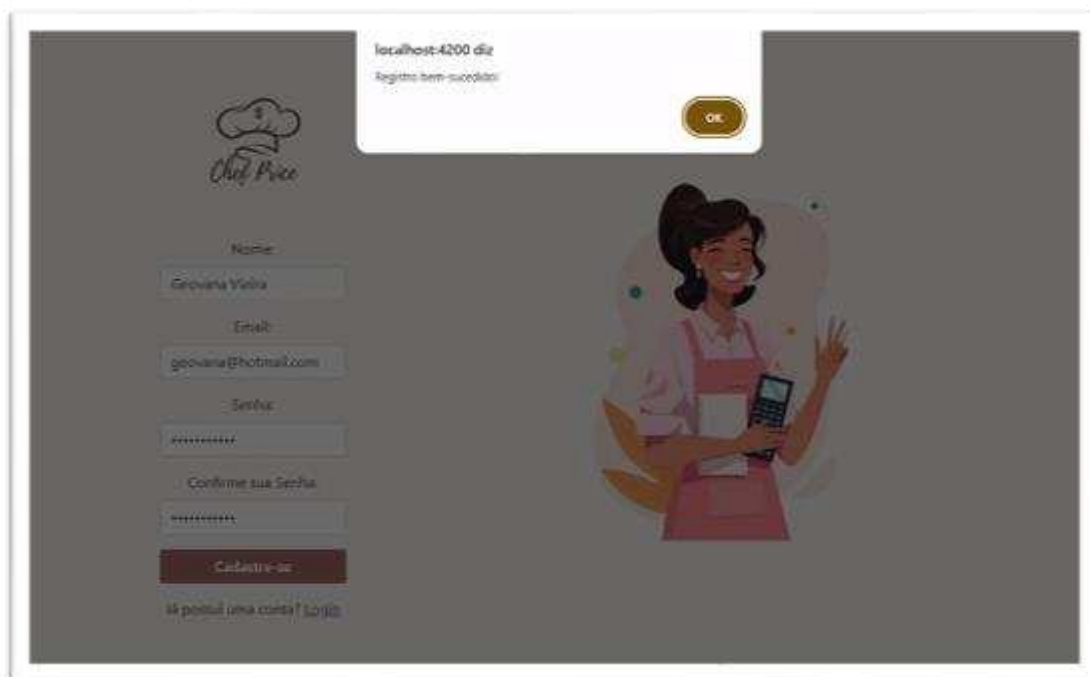 localhost:4200 diz
Registro bem-sucedido!
OK
$
Chef Price
Nome:
Geovana Vieira
Email:
geovana@hotmail.com
Senha:
•••••••••••
Confirme sua Senha:
•••••••••••
Cadastre-se
Já possui uma conta? Login